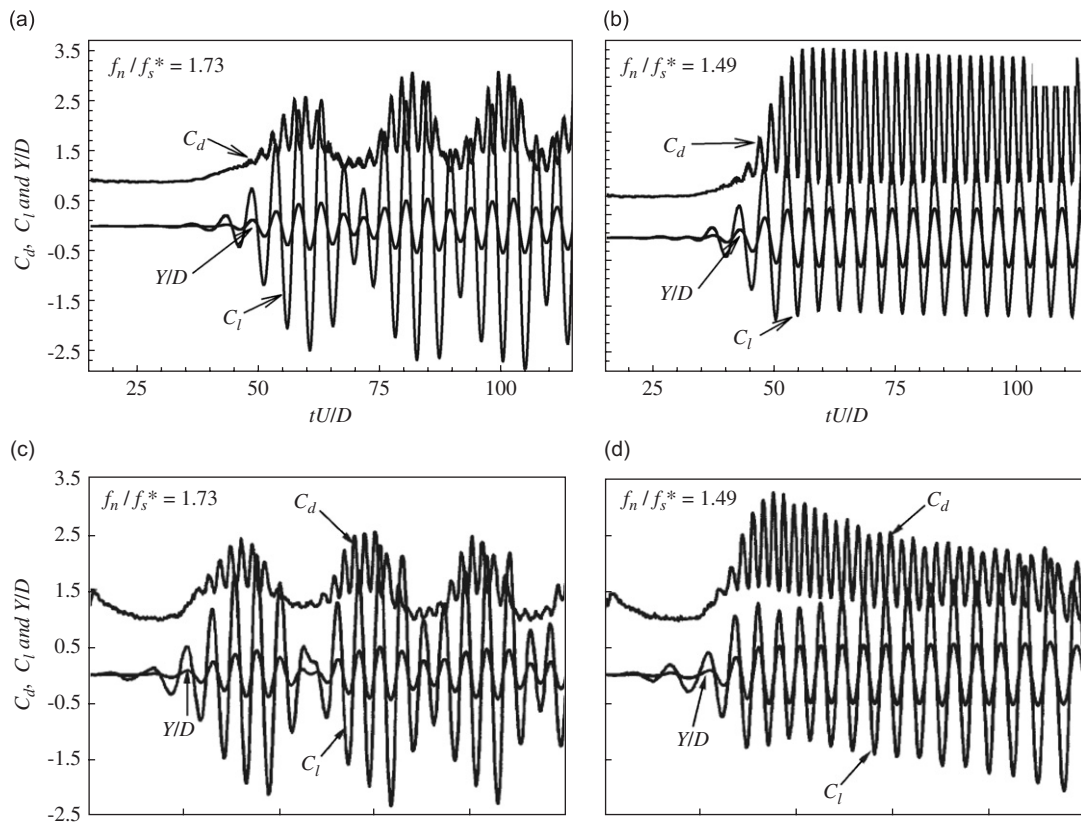 (a)
f_n / f_s* = 1.73
C_d
C_d, C_l and Y/D
3.5
2.5
1.5
0.5
-0.5
-1.5
-2.5
Y/D
C_l
25
50
75
100
tU/D
(b)
f_n / f_s* = 1.49
C_d
Y/D
C_l
25
50
75
100
tU/D
(c)
f_n / f_s* = 1.73
C_d
C_d, C_l and Y/D
3.5
2.5
1.5
0.5
-0.5
-1.5
-2.5
Y/D
C_l
(d)
f_n / f_s* = 1.49
C_d
Y/D
C_l